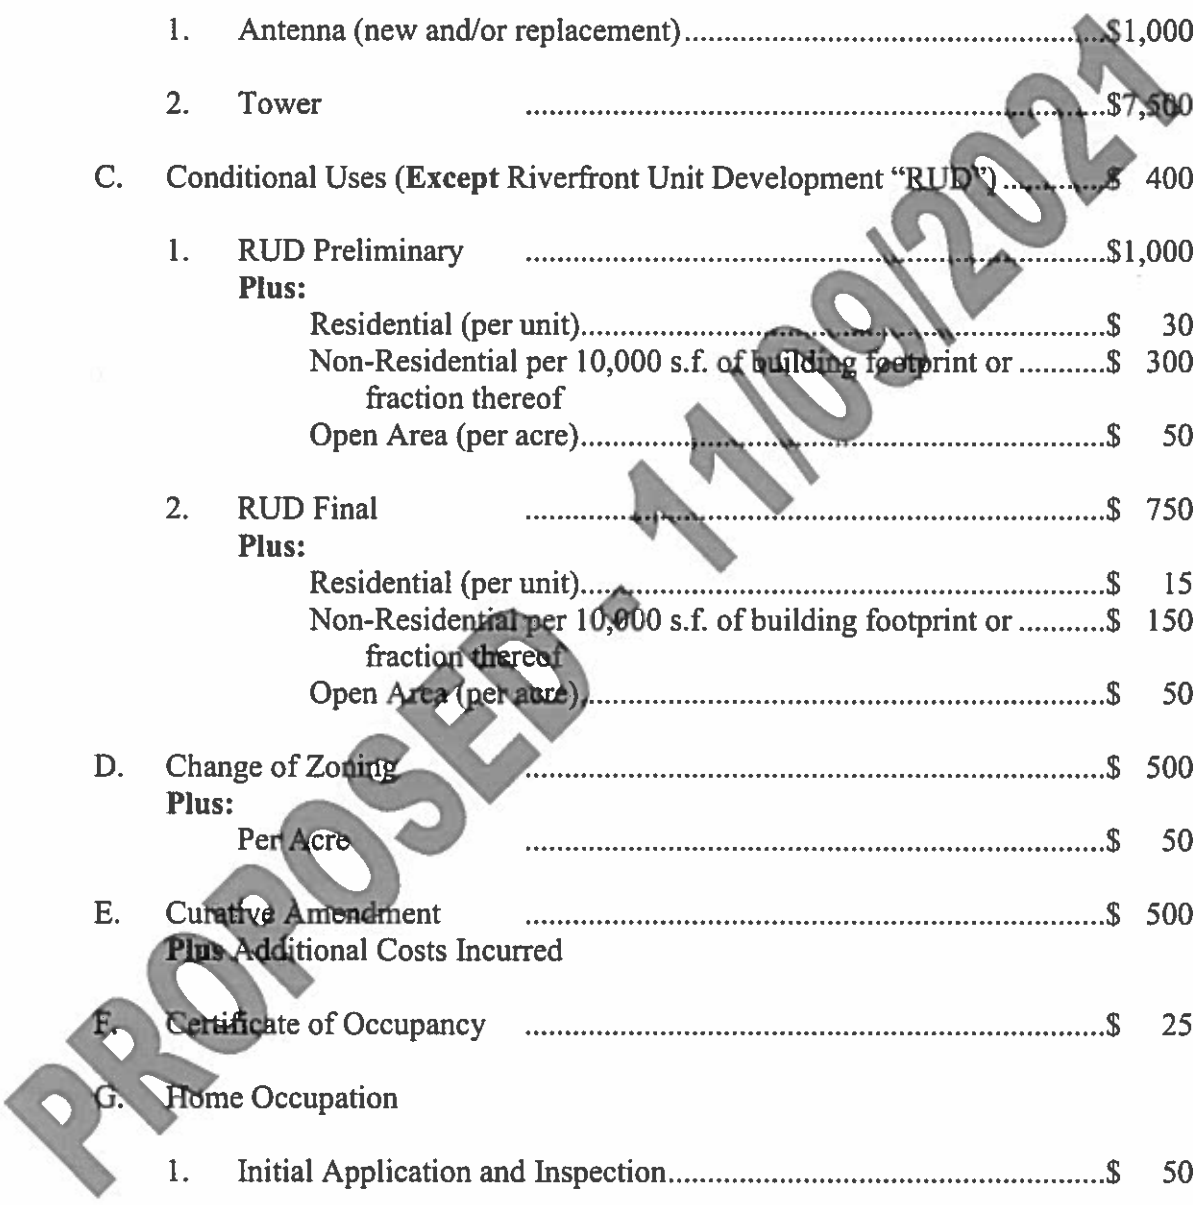 1. Antenna (new and/or replacement)..........................................$1,000
2. Tower ..........................................................$7,500
C. Conditional Uses (Except Riverfront Unit Development “RUD”)............$ 400
1. RUD Preliminary ..........................................................$1,000
Plus:
Residential (per unit)....................................................$ 30
Non-Residential per 10,000 s.f. of building footprint or ...........$ 300
fraction thereof
Open Area (per acre)....................................................$ 50
2. RUD Final ..........................................................$ 750
Plus:
Residential (per unit)....................................................$ 15
Non-Residential per 10,000 s.f. of building footprint or ...........$ 150
fraction thereof
Open Area (per acre)....................................................$ 50
D. Change of Zoning ..........................................................$ 500
Plus:
Per Acre ..........................................................$ 50
E. Curative Amendment ..........................................................$ 500
Plus Additional Costs Incurred
F. Certificate of Occupancy ..........................................................$ 25
G. Home Occupation
1. Initial Application and Inspection............................................$ 50
PROPOSED - 11/09/2021